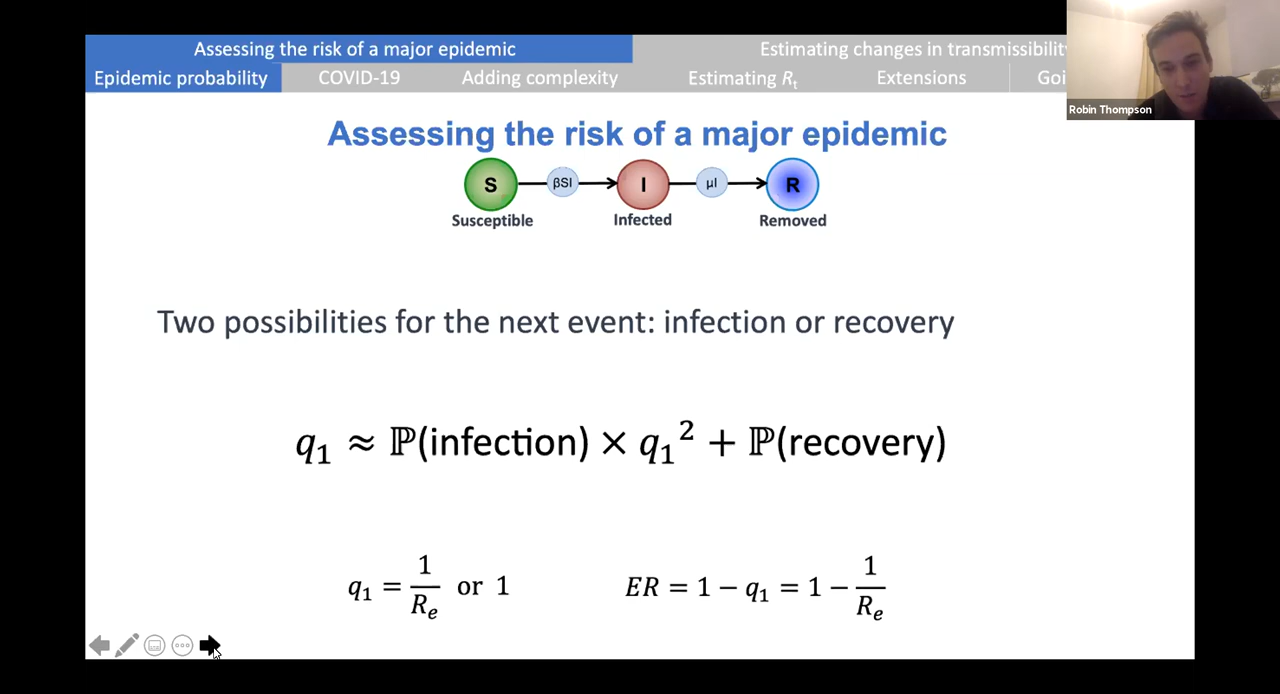 Assessing the risk of a major epidemic
Estimating changes in transmissibility
Epidemic probability
COVID-19
Adding complexity
Estimating Rt
Extensions
Robin Thompson
Assessing the risk of a major epidemic
S βSI I μI R
Susceptible Infected Removed
Two possibilities for the next event: infection or recovery
q₁ ≈ ℙ(infection) × q₁² + ℙ(recovery)
q₁ = 1/Rₑ or 1
ER = 1 − q₁ = 1 − 1/Rₑ